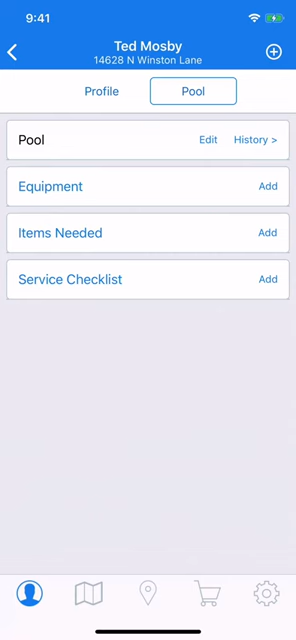 9:41
Ted Mosby
14628 N Winston Lane
Profile Pool
Pool Edit History >
Equipment Add
Items Needed Add
Service Checklist Add